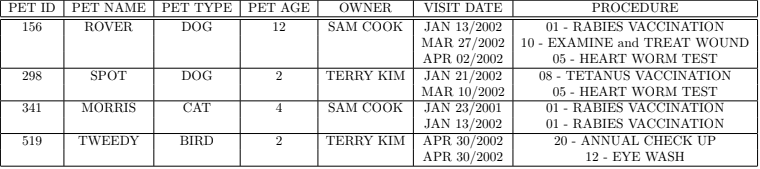 PET ID PET NAME PET TYPE PET AGE OWNER VISIT DATE PROCEDURE
156 ROVER DOG 12 SAM COOK JAN 13/2002 01 - RABIES VACCINATION
MAR 27/2002 10 - EXAMINE and TREAT WOUND
APR 02/2002 05 - HEART WORM TEST
298 SPOT DOG 2 TERRY KIM JAN 21/2002 08 - TETANUS VACCINATION
MAR 10/2002 05 - HEART WORM TEST
341 MORRIS CAT 4 SAM COOK JAN 23/2001 01 - RABIES VACCINATION
JAN 13/2002 01 - RABIES VACCINATION
519 TWEEDY BIRD 2 TERRY KIM APR 30/2002 20 - ANNUAL CHECK UP
APR 30/2002 12 - EYE WASH